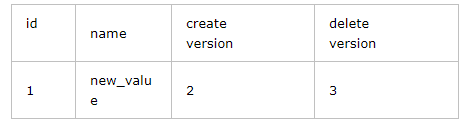 id
name
create
version
delete
version
1
new_valu
e
2
3